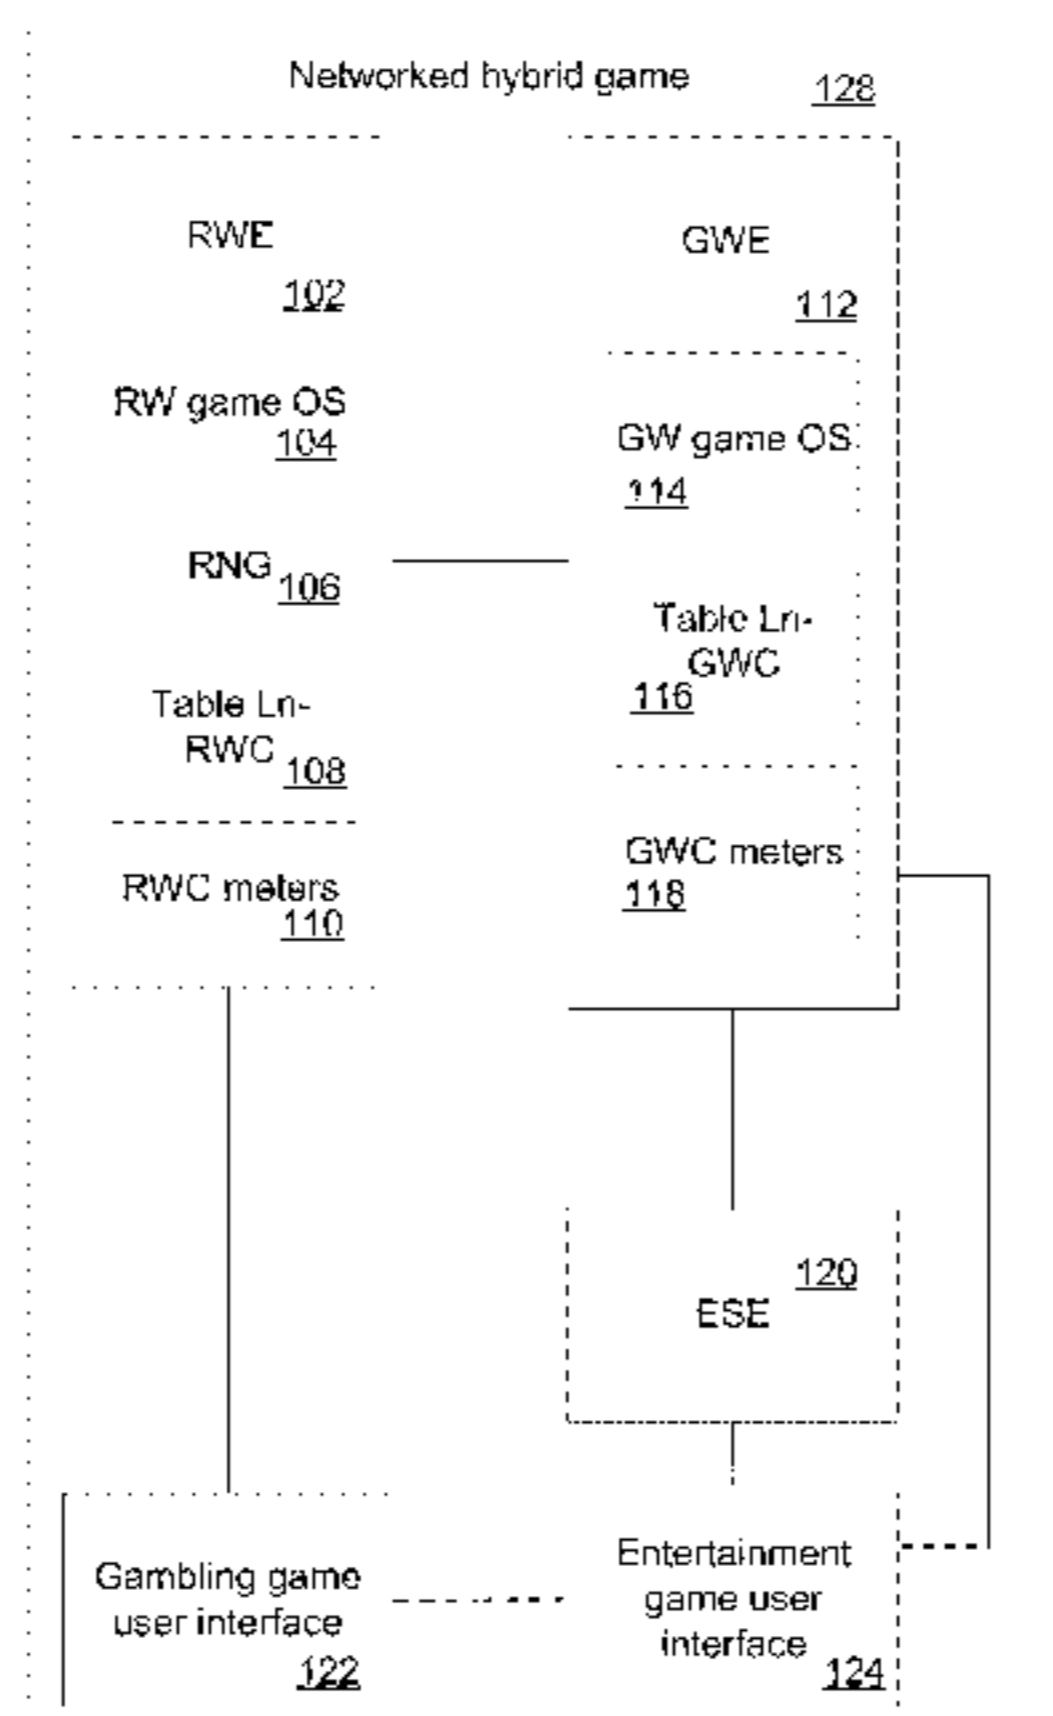 Networked hybrid game
128
RWE
102
RW game OS
104
RNG
106
Table Ln-
RWC
108
RWC meters
110
GWE
112
GW game OS
114
Table Ln-
GWC
116
GWC meters
118
120
ESE
Gambling game
user interface
122
Entertainment
game user
interface
124